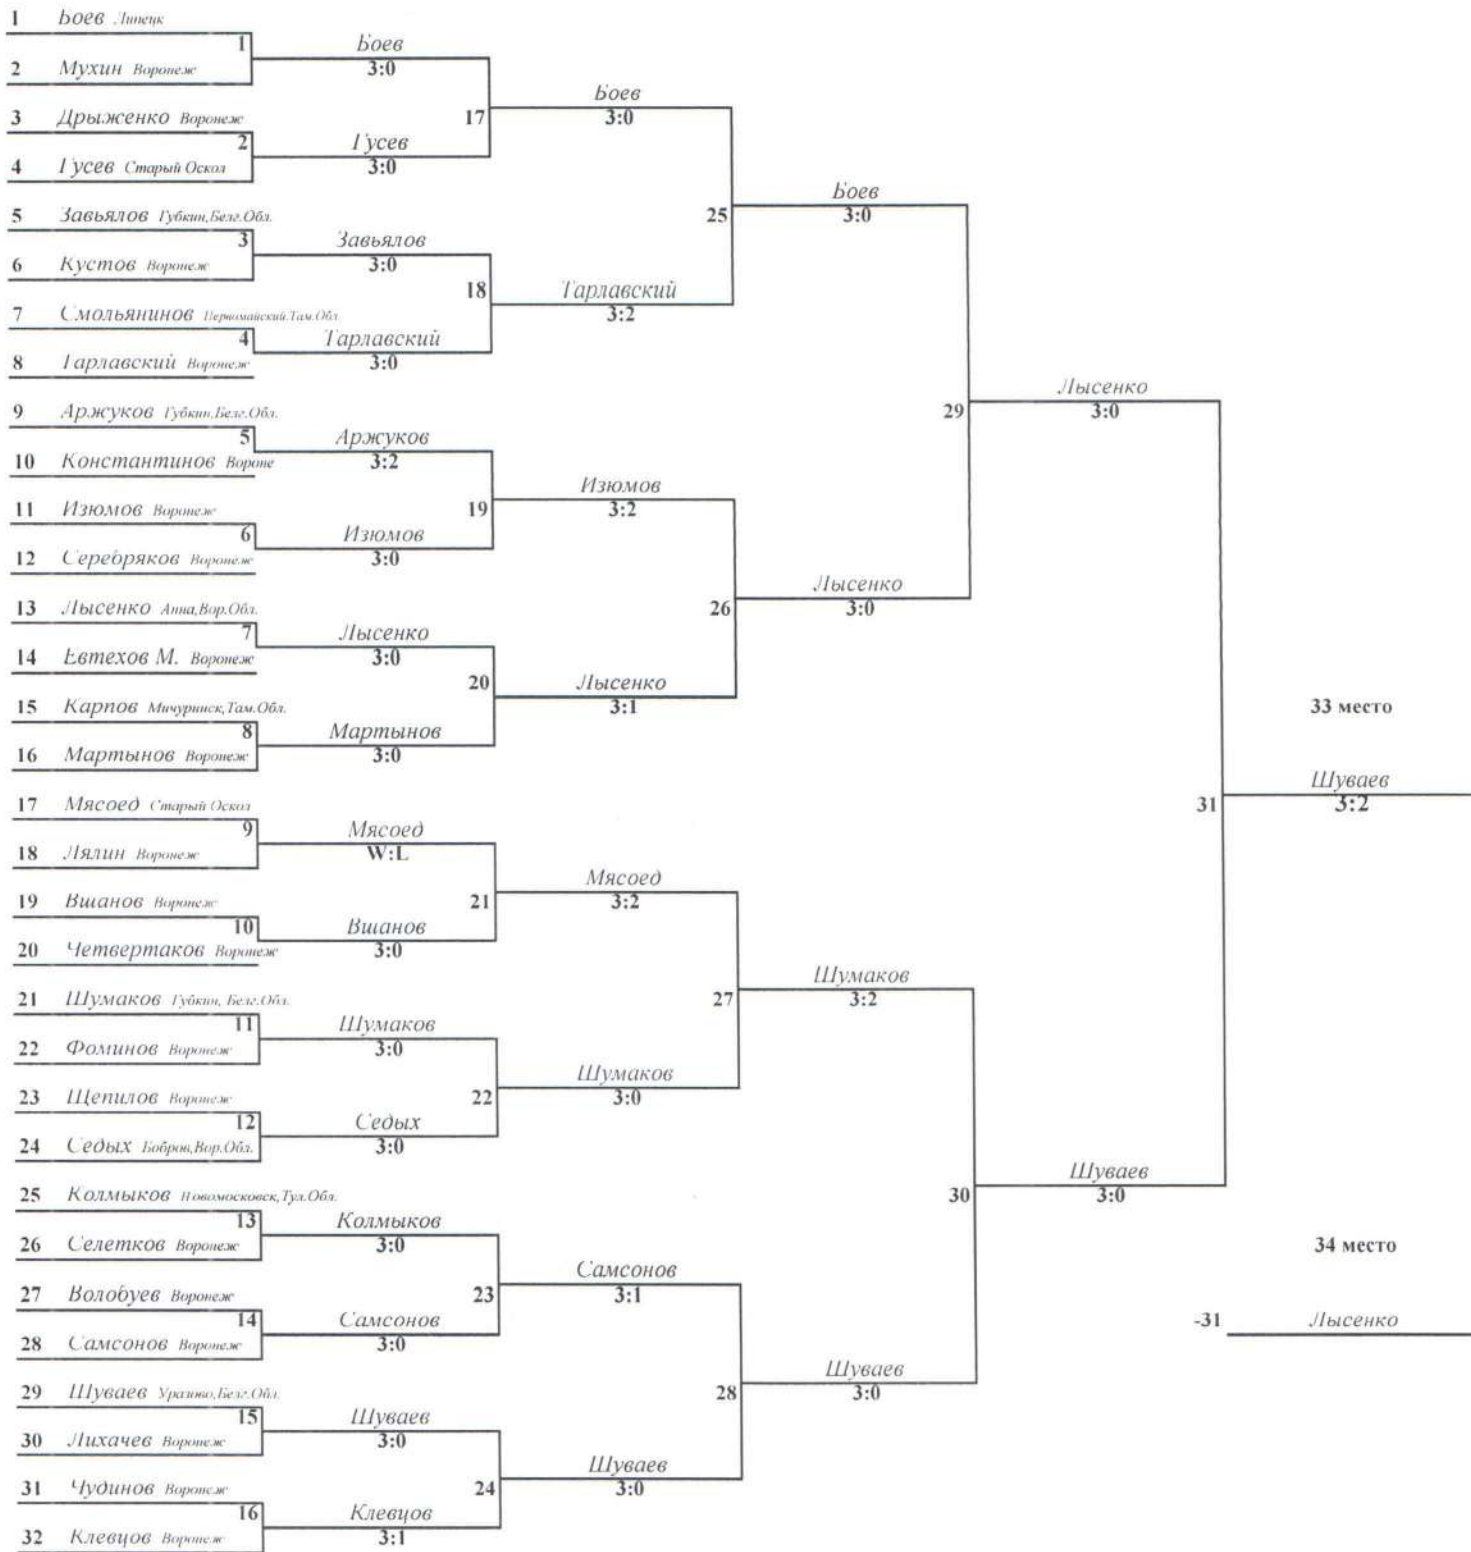 1 Боев Липецк
1
Боев
3:0
2 Мухин Воронеж
3 Дрыженко Воронеж
2
Гусев
3:0
4 Гусев Старый Оскол
17
Боев
3:0
5 Завьялов Губкин,Белг.Обл.
3
Завьялов
3:0
6 Кустов Воронеж
7 Смольянинов Первомайский.Там.Обл.
4
Тарлавский
3:0
8 Тарлавский Воронеж
18
Тарлавский
3:2
25
Боев
3:0
9 Аржуков Губкин,Белг.Обл.
5
Аржуков
3:2
10 Константинов Вороне
11 Изюмов Воронеж
6
Изюмов
3:0
12 Серебряков Воронеж
19
Изюмов
3:2
13 Лысенко Анна,Вор.Обл.
7
Лысенко
3:0
14 Евтехов М. Воронеж
15 Карпов Мичуринск,Там.Обл.
8
Мартынов
3:0
16 Мартынов Воронеж
20
Лысенко
3:1
26
Лысенко
3:0
29
Лысенко
3:0
17 Мясоед Старый Оскол
9
Мясоед
W:L
18 Лялин Воронеж
19 Вшанов Воронеж
10
Вшанов
3:0
20 Четвертаков Воронеж
21
Мясоед
3:2
21 Шумаков Губкин, Белг.Обл.
11
Шумаков
3:0
22 Фоминов Воронеж
23 Щепилов Воронеж
12
Седых
3:0
24 Седых Бобров,Вор.Обл.
22
Шумаков
3:0
27
Шумаков
3:2
25 Колмыков Новомосковск,Тул.Обл.
13
Колмыков
3:0
26 Селетков Воронеж
27 Волобуев Воронеж
14
Самсонов
3:0
28 Самсонов Воронеж
23
Самсонов
3:1
29 Шуваев Уразово,Белг.Обл.
15
Шуваев
3:0
30 Лихачев Воронеж
31 Чудинов Воронеж
16
Клевцов
3:1
32 Клевцов Воронеж
24
Шуваев
3:0
28
Шуваев
3:0
30
Шуваев
3:0
33 место
31
Шуваев
3:2
34 место
-31 Лысенко